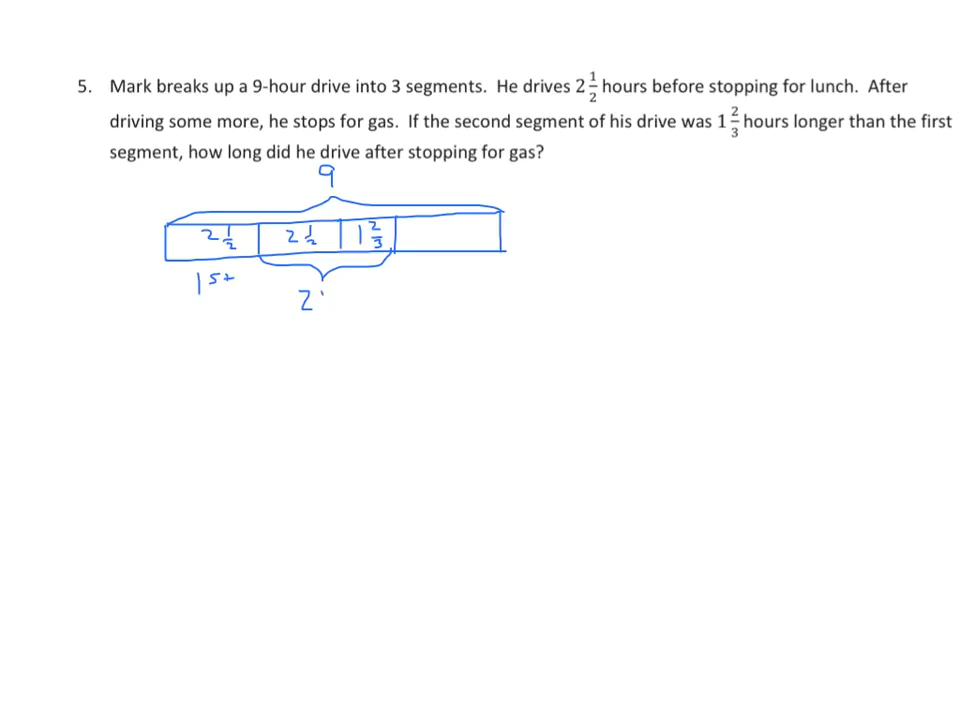 5. Mark breaks up a 9-hour drive into 3 segments. He drives 2 1/2 hours before stopping for lunch. After
driving some more, he stops for gas. If the second segment of his drive was 1 2/3 hours longer than the first
segment, how long did he drive after stopping for gas?
9
2 1/2 2 1/2 1 2/3
1st
2'